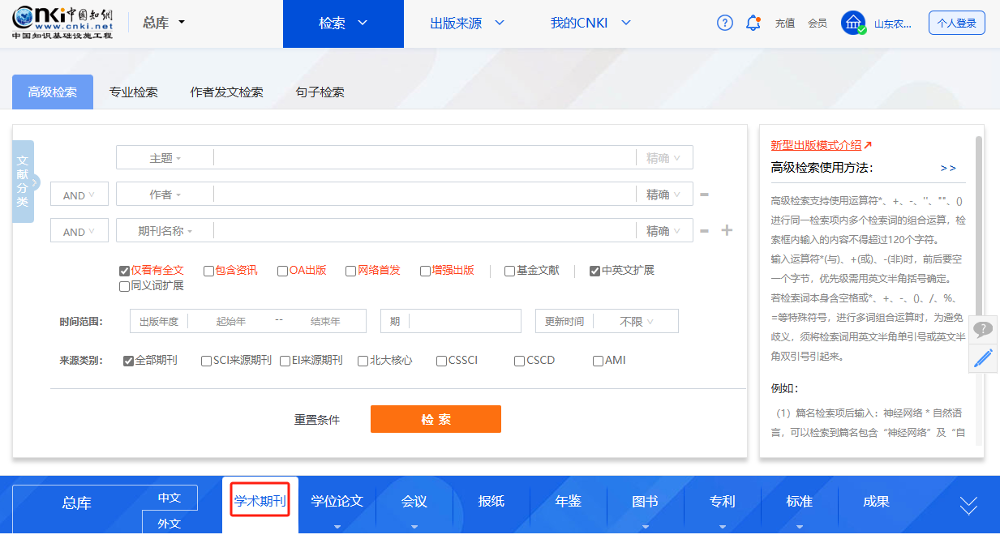 CNKI中国知网
www.cnki.net
中国知识基础设施工程
总库
检索
出版来源
我的CNKI
充值
会员
山东农...
个人登录
高级检索
专业检索
作者发文检索
句子检索
文献分类
主题
精确
AND
作者
精确
AND
期刊名称
精确
仅看有全文
包含资讯
OA出版
网络首发
增强出版
基金文献
中英文扩展
同义词扩展
时间范围：
出版年度
起始年
--
结束年
期
更新时间
不限
来源类别：
全部期刊
SCI来源期刊
EI来源期刊
北大核心
CSSCI
CSCD
AMI
重置条件
检 索
新型出版模式介绍
高级检索使用方法：
>>
高级检索支持使用运算符*、+、-、''、""、()
进行同一检索项内多个检索词的组合运算，检
索框内输入的内容不得超过120个字符。
输入运算符*(与)、+(或)、-(非)时，前后要空
一个字节，优先级需用英文半角括号确定。
若检索词本身含空格或*、+、-、()、/、%、
=等特殊符号，进行多词组合运算时，为避免
歧义，须将检索词用英文半角单引号或英文半
角双引号引起来。
例如：
（1）篇名检索项后输入：神经网络 * 自然语
言，可以检索到篇名包含“神经网络”及“自
总库
中文
外文
学术期刊
学位论文
会议
报纸
年鉴
图书
专利
标准
成果